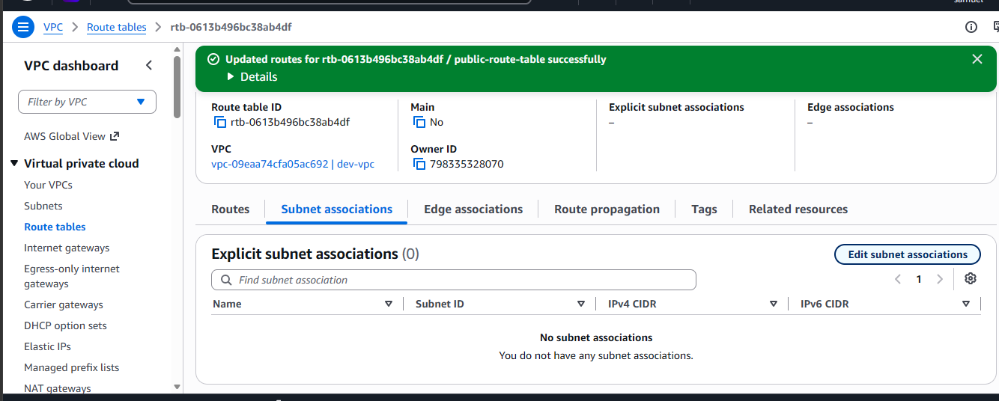 samuel
VPC > Route tables > rtb-0613b496bc38ab4df
VPC dashboard
Filter by VPC
AWS Global View
Virtual private cloud
Your VPCs
Subnets
Route tables
Internet gateways
Egress-only internet
gateways
Carrier gateways
DHCP option sets
Elastic IPs
Managed prefix lists
NAT gateways
Updated routes for rtb-0613b496bc38ab4df / public-route-table successfully
Details
Route table ID
rtb-0613b496bc38ab4df
Main
No
Explicit subnet associations
–
Edge associations
–
VPC
vpc-09eaa74cfa05ac692 | dev-vpc
Owner ID
798335328070
Routes Subnet associations Edge associations Route propagation Tags Related resources
Explicit subnet associations (0)
Edit subnet associations
Find subnet association
1
Name Subnet ID IPv4 CIDR IPv6 CIDR
No subnet associations
You do not have any subnet associations.